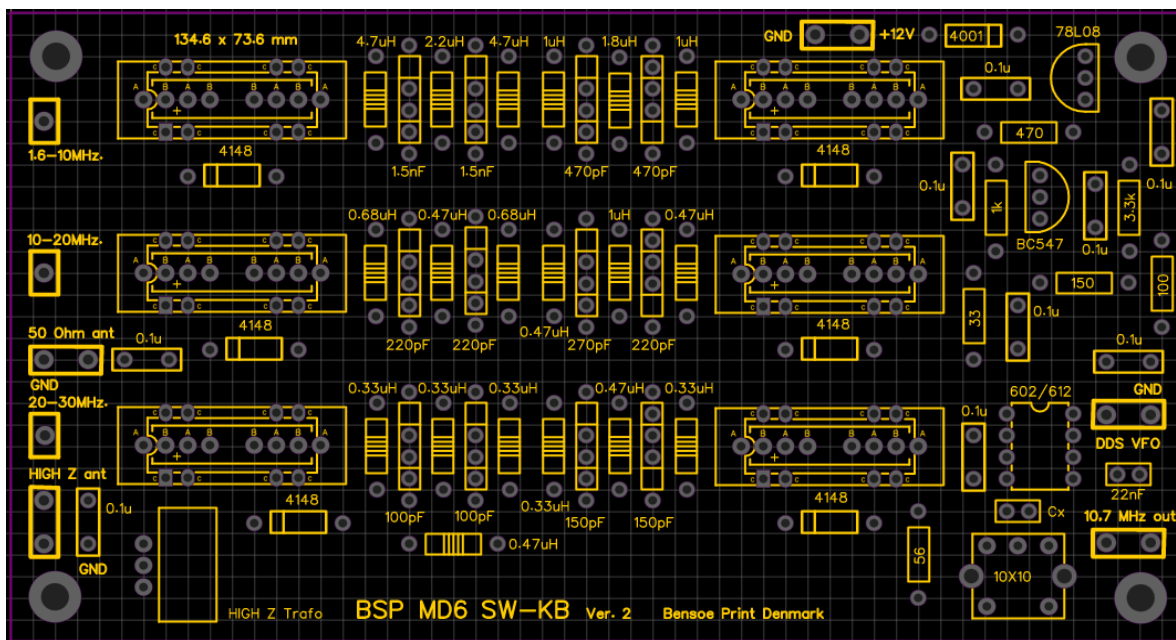 134.6 x 73.6 mm
4.7uH 2.2uH 4.7uH 1uH 1.8uH 1uH
GND +12V
4001
78L08
0.1u
C C C
A B A B B A B A
C C C
+
A B A B B A B A
C C C
+
470
1.6-10MHz.
4148
1.5nF 1.5nF 470pF 470pF
4148
0.1u
0.1u
1k
BC547
0.1u
3.3k
10-20MHz.
0.68uH 0.47uH 0.68uH 1uH 0.47uH
150
100
33
0.1u
50 Ohm ant
0.1u
GND
4148
220pF 220pF 0.47uH 270pF 220pF
4148
0.1u
20-30MHz.
0.33uH 0.33uH 0.33uH 0.47uH 0.33uH
602/612
GND
0.1u
DDS VFO
HIGH Z ant
0.1u
GND
4148
100pF 100pF 0.33uH 150pF 150pF
4148
22nF
Cx
10.7 MHz out
0.47uH
56
10X10
HIGH Z Trafo
BSP MD6 SW-KB Ver. 2 Bensoe Print Denmark